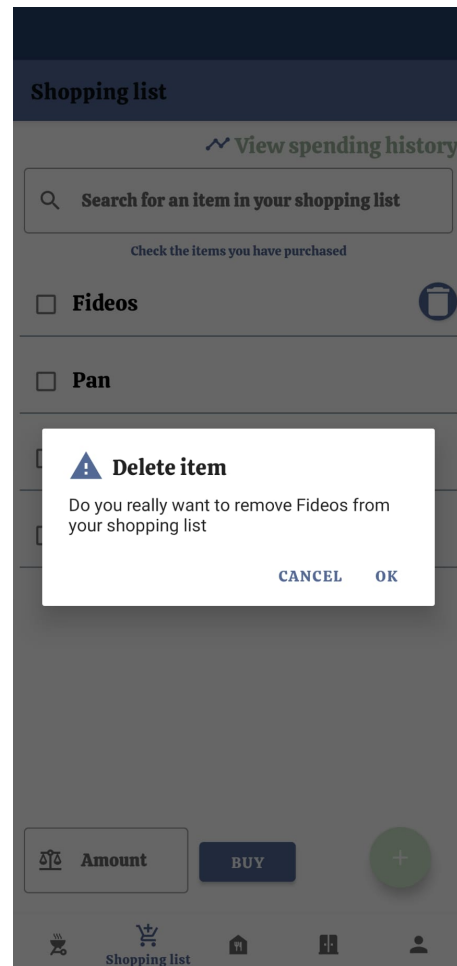 Shopping list
View spending history
Search for an item in your shopping list
Check the items you have purchased
Fideos
Pan
Delete item
Do you really want to remove Fideos from
your shopping list
CANCEL OK
Amount
BUY
Shopping list